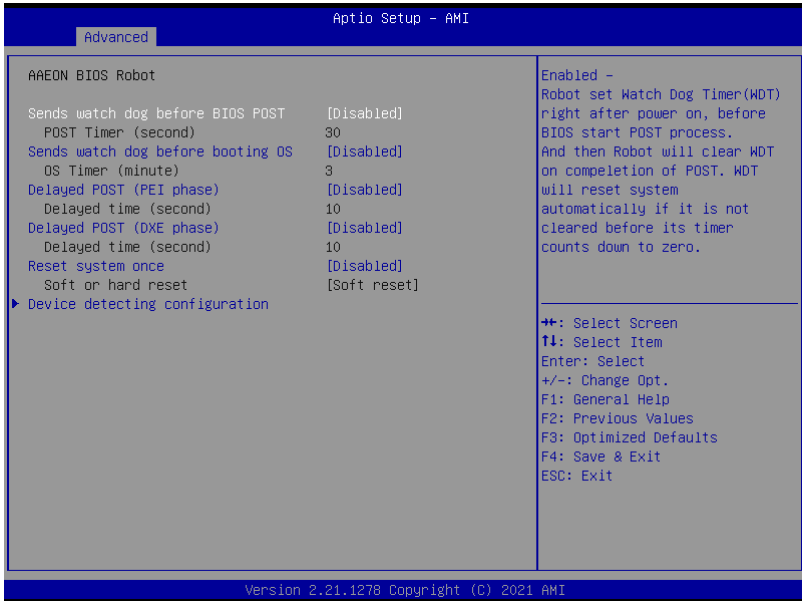 Aptio Setup – AMI
Advanced
AAEON BIOS Robot
Sends watch dog before BIOS POST [Disabled]
POST Timer (second) 30
Sends watch dog before booting OS [Disabled]
OS Timer (minute) 3
Delayed POST (PEI phase) [Disabled]
Delayed time (second) 10
Delayed POST (DXE phase) [Disabled]
Delayed time (second) 10
Reset system once [Disabled]
Soft or hard reset [Soft reset]
Device detecting configuration
Enabled –
Robot set Watch Dog Timer(WDT)
right after power on, before
BIOS start POST process.
And then Robot will clear WDT
on compeletion of POST. WDT
will reset system
automatically if it is not
cleared before its timer
counts down to zero.
→←: Select Screen
↑↓: Select Item
Enter: Select
+/-: Change Opt.
F1: General Help
F2: Previous Values
F3: Optimized Defaults
F4: Save & Exit
ESC: Exit
Version 2.21.1278 Copyright (C) 2021 AMI